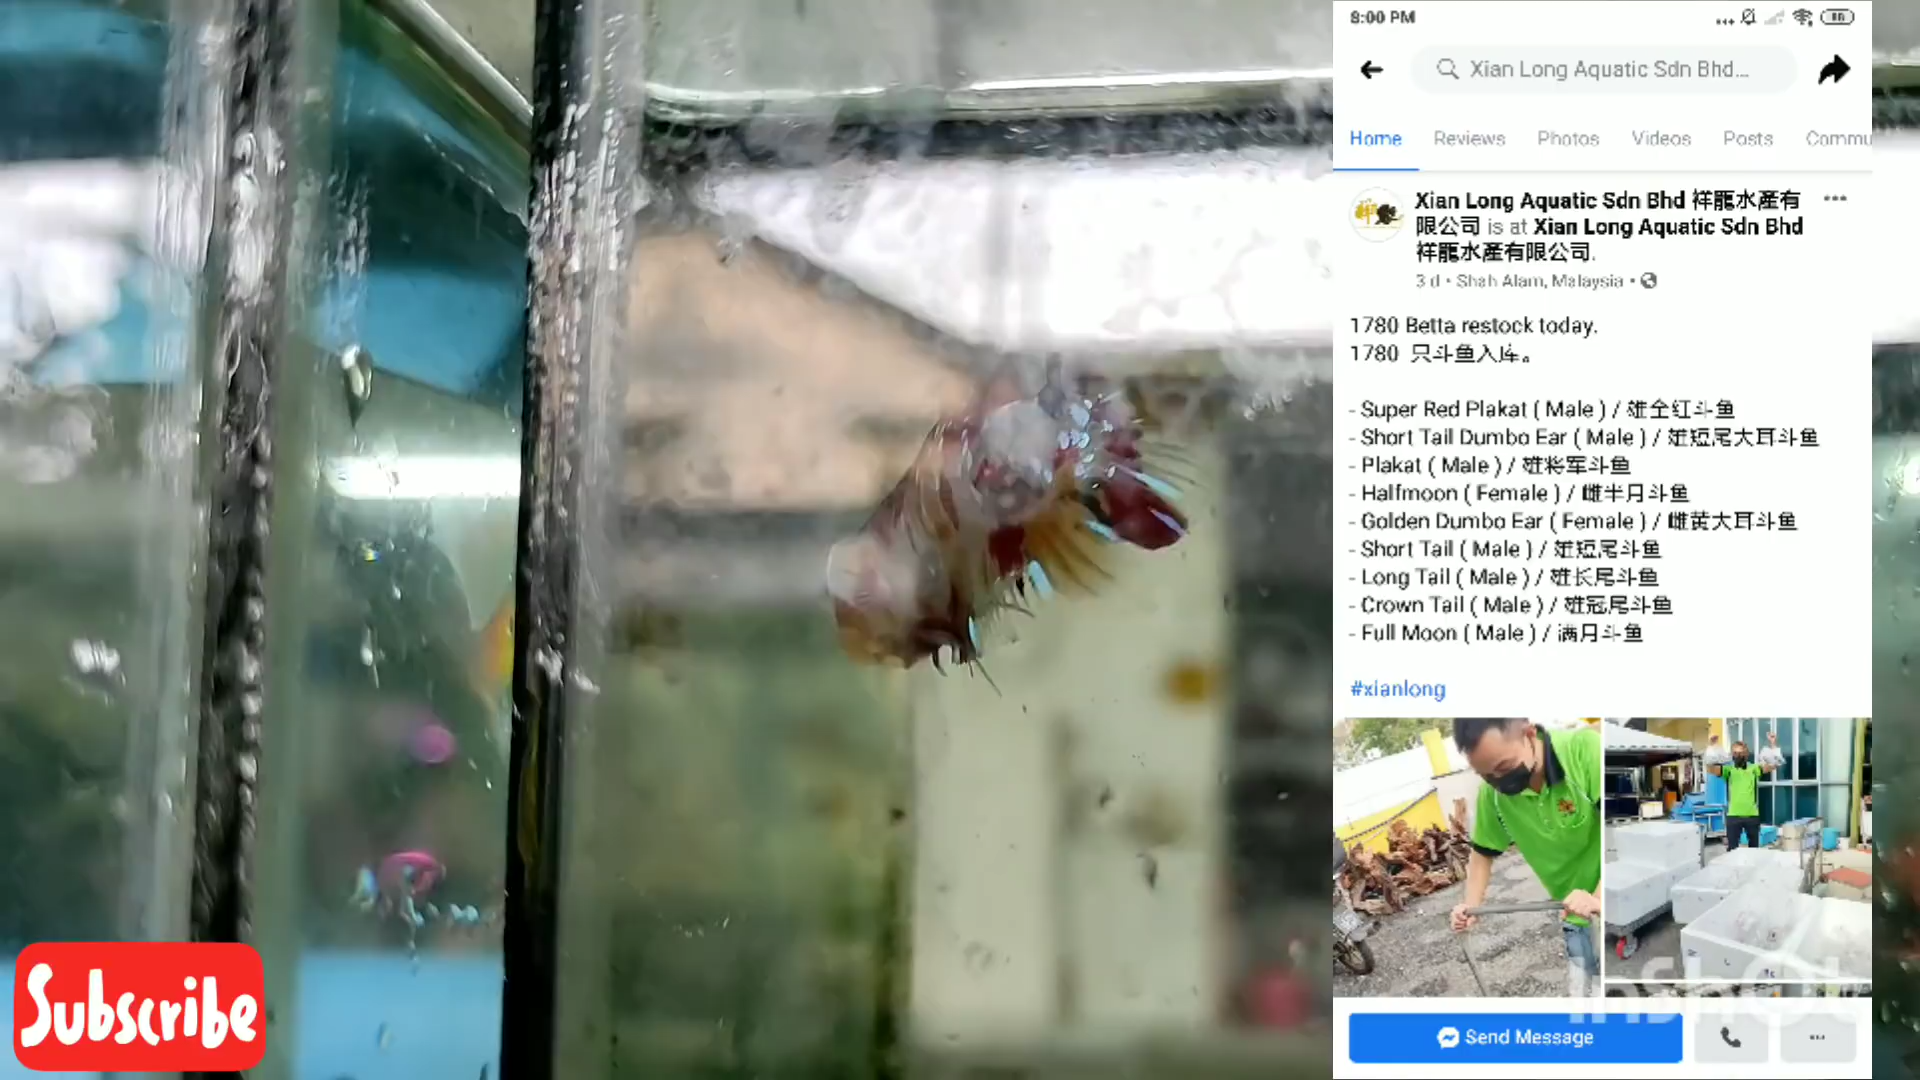 8:00 PM
Xian Long Aquatic Sdn Bhd...
Home Reviews Photos Videos Posts Commu
Xian Long Aquatic Sdn Bhd 祥龍水產有
限公司 is at Xian Long Aquatic Sdn Bhd
祥龍水產有限公司.
3 d · Shah Alam, Malaysia ·
1780 Betta restock today.
1780 只斗鱼入库。
- Super Red Plakat ( Male ) / 雄全红斗鱼
- Short Tail Dumbo Ear ( Male ) / 雄短尾大耳斗鱼
- Plakat ( Male ) / 雄将军斗鱼
- Halfmoon ( Female ) / 雌半月斗鱼
- Golden Dumbo Ear ( Female ) / 雌黄大耳斗鱼
- Short Tail ( Male ) / 雄短尾斗鱼
- Long Tail ( Male ) / 雄长尾斗鱼
- Crown Tail ( Male ) / 雄冠尾斗鱼
- Full Moon ( Male ) / 满月斗鱼
#xianlong
InShOt
Send Message
Subscribe